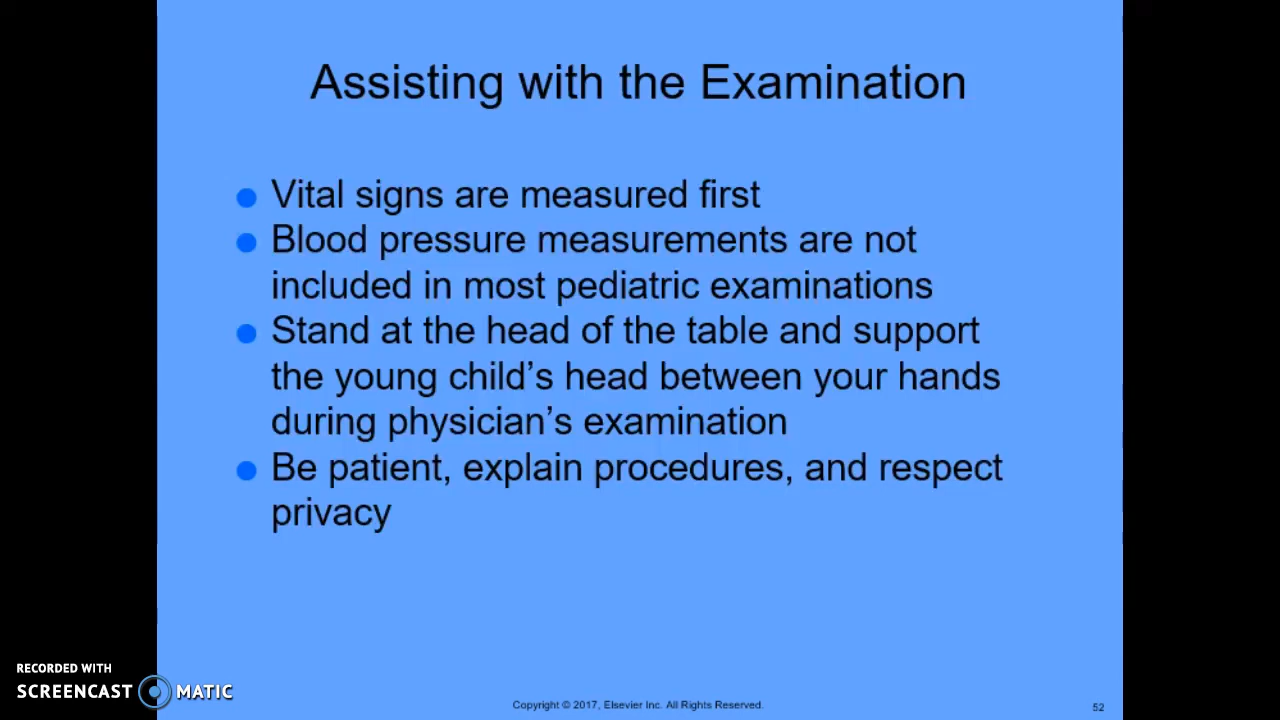 Assisting with the Examination
● Vital signs are measured first
● Blood pressure measurements are not
included in most pediatric examinations
● Stand at the head of the table and support
the young child’s head between your hands
during physician’s examination
● Be patient, explain procedures, and respect
privacy
RECORDED WITH
SCREENCAST MATIC
Copyright © 2017, Elsevier Inc. All Rights Reserved.
52